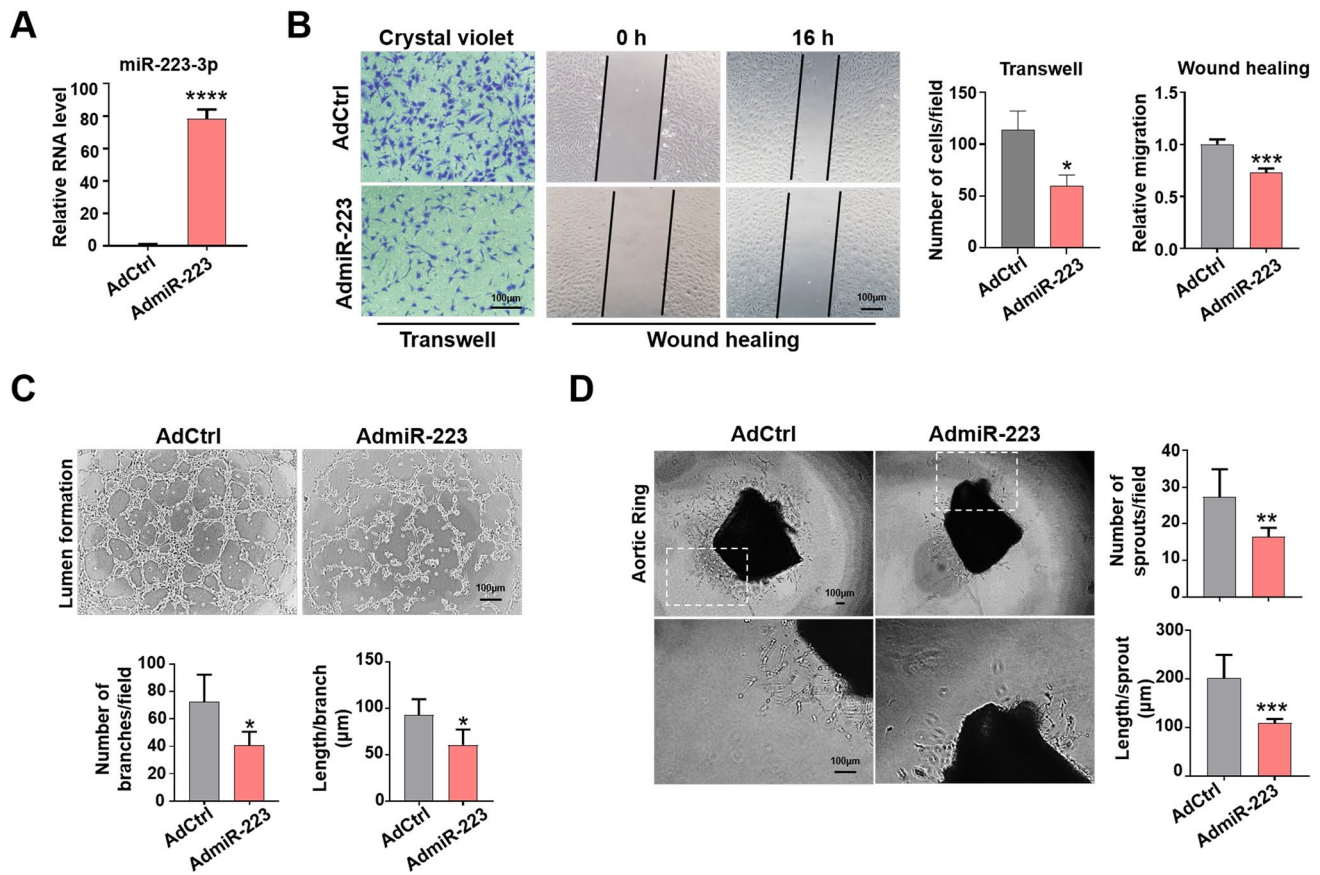 A
miR-223-3p
Relative RNA level
100
80
60
40
20
0
****
AdCtrl
AdmiR-223
B
Crystal violet
0 h
16 h
AdCtrl
AdmiR-223
100μm
100μm
Transwell
Wound healing
Transwell
Number of cells/field
150
100
50
0
*
AdCtrl
AdmiR-223
Wound healing
Relative migration
1.5
1.0
0.5
0.0
***
AdCtrl
AdmiR-223
C
AdCtrl
AdmiR-223
Lumen formation
100μm
Number of
branches/field
100
80
60
40
20
0
*
AdCtrl
AdmiR-223
Length/branch
(μm)
150
100
50
0
*
AdCtrl
AdmiR-223
D
AdCtrl
AdmiR-223
Aortic Ring
100μm
100μm
Number of
sprouts/field
40
30
20
10
0
**
Length/sprout
(μm)
300
200
100
0
***
AdCtrl
AdmiR-223